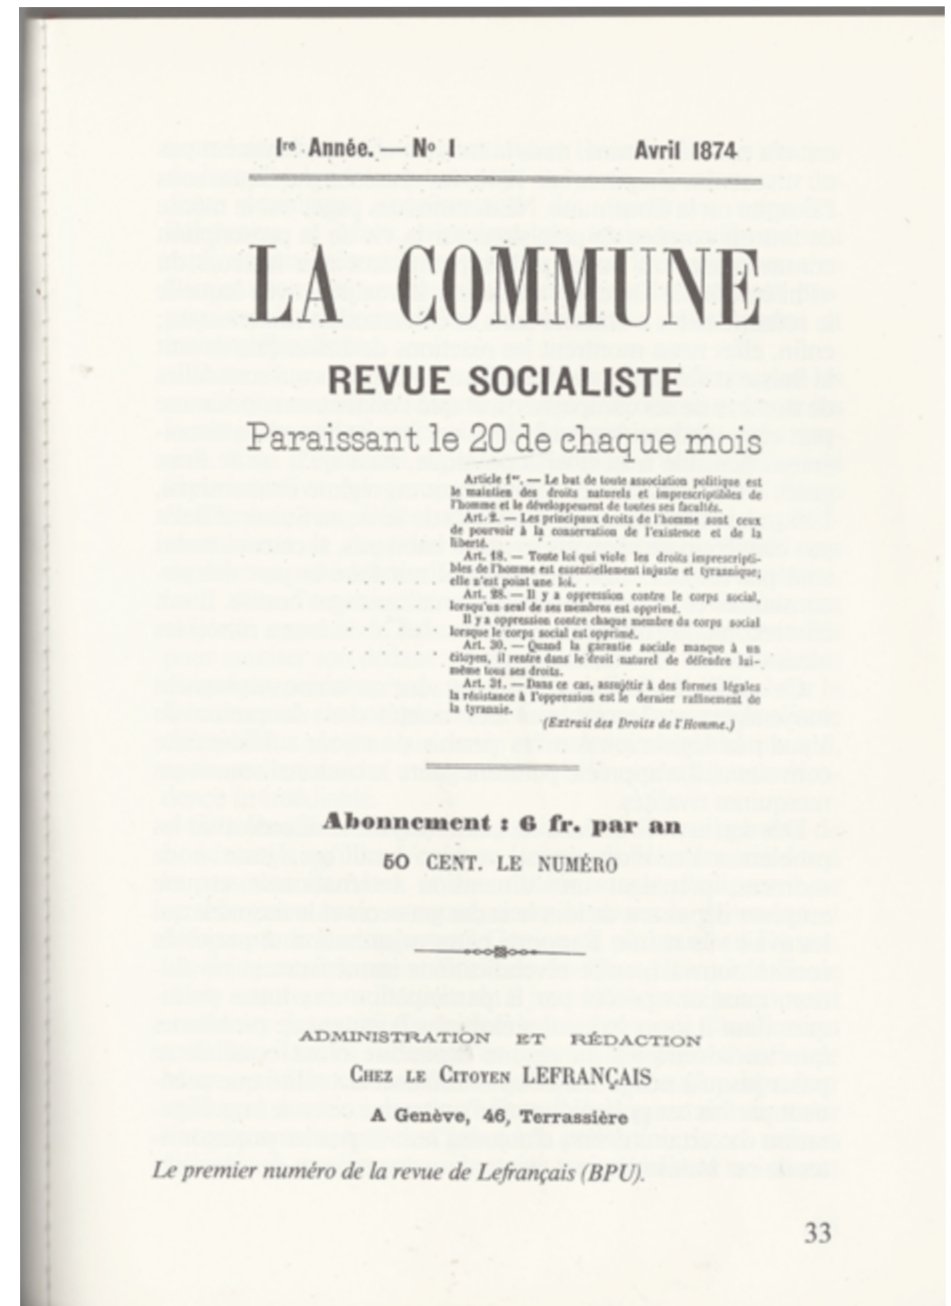 Iʳᵉ Année. — Nº 1 Avril 1874
LA COMMUNE
REVUE SOCIALISTE
Paraissant le 20 de chaque mois
Article 1ᵉʳ. — Le but de toute association politique est
le maintien des droits naturels et imprescriptibles de
l'homme et le développement de toutes ses facultés.
Art. 2. — Les principaux droits de l'homme sont ceux
de pourvoir à la conservation de l'existence et de la
liberté.
Art. 18. — Toute loi qui viole les droits imprescripti-
bles de l'homme est essentiellement injuste et tyrannique;
elle n'est point une loi.
Art. 28. — Il y a oppression contre le corps social,
lorsqu'un seul de ses membres est opprimé.
Il y a oppression contre chaque membre du corps social
lorsque le corps social est opprimé.
Art. 30. — Quand la garantie sociale manque à un
citoyen, il rentre dans le droit naturel de défendre lui-
même tous ses droits.
Art. 31. — Dans ce cas, assujétir à des formes légales
la résistance à l'oppression est le dernier raffinement de
la tyrannie.
(Extrait des Droits de l'Homme.)
Abonnement : 6 fr. par an
50 CENT. LE NUMÉRO
ADMINISTRATION ET RÉDACTION
CHEZ LE CITOYEN LEFRANÇAIS
A Genève, 46, Terrassière
Le premier numéro de la revue de Lefrançais (BPU).
33